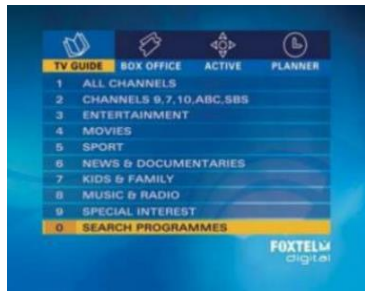 TV GUIDE BOX OFFICE ACTIVE PLANNER
1 ALL CHANNELS
2 CHANNELS 9,7,10,ABC,SBS
3 ENTERTAINMENT
4 MOVIES
5 SPORT
6 NEWS & DOCUMENTARIES
7 KIDS & FAMILY
8 MUSIC & RADIO
9 SPECIAL INTEREST
0 SEARCH PROGRAMMES
FOXTEL
digital